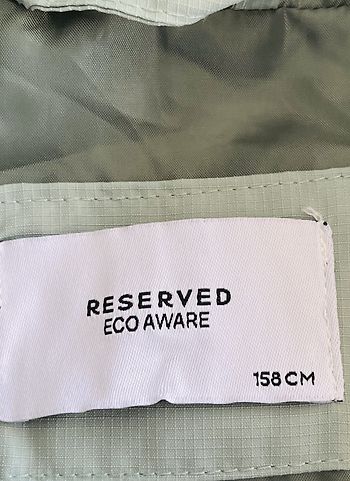 RESERVED
ECO AWARE
158 CM